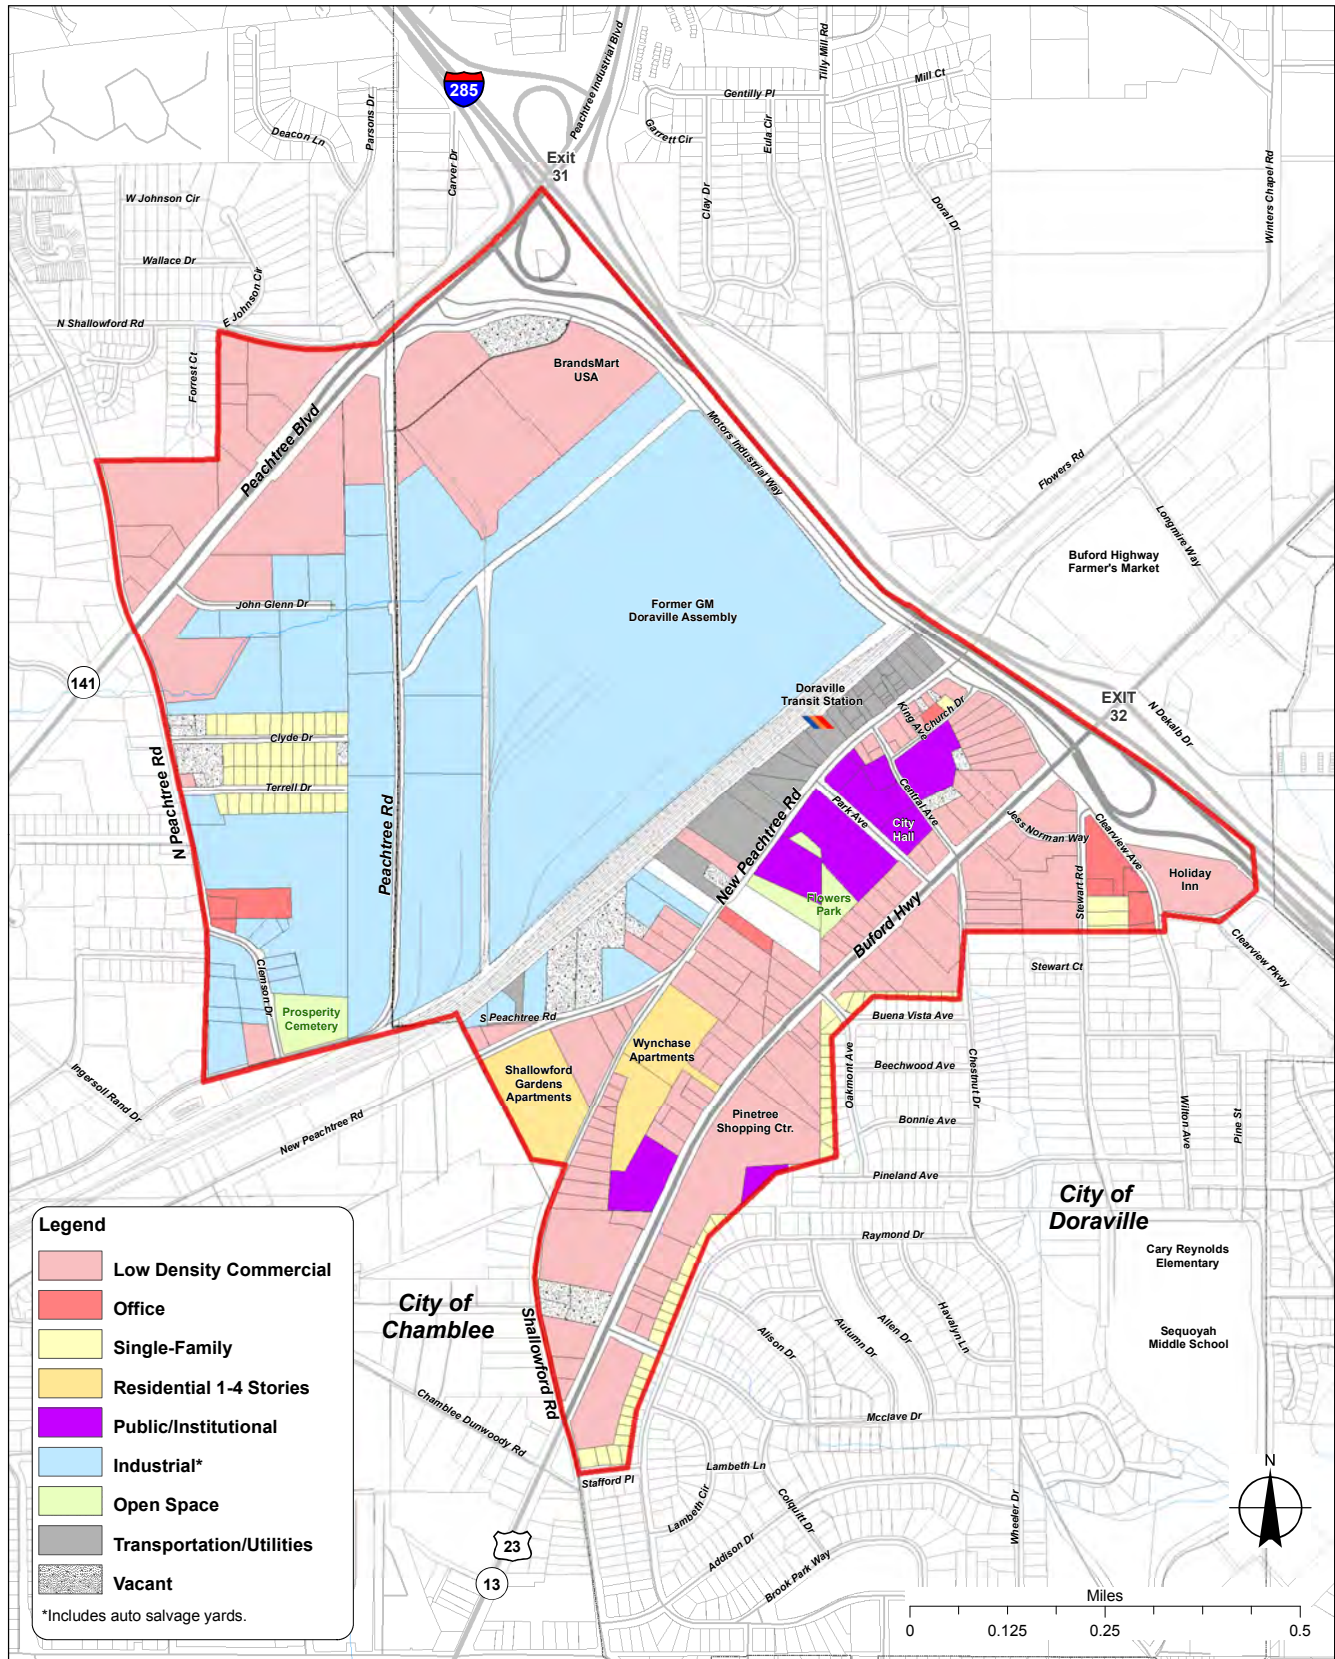 Peachtree Industrial Blvd
Tilly Mill Rd
Mill Ct
285
Gentilly Pl
Parsons Dr
Deacon Ln
Garrett Cir
Eula Cir
Exit
31
Carver Dr
Winters Chapel Rd
W Johnson Cir
Clay Dr
Doral Dr
Wallace Dr
E Johnson Cir
N Shallowford Rd
Forrest Ct
BrandsMart
USA
Peachtree Blvd
Motors Industrial Way
Flowers Rd
Longmire Way
Buford Highway
Farmer's Market
John Glenn Dr
Former GM
Doraville Assembly
141
Doraville
Transit Station
EXIT
32
N Dekalb Dr
King Ave
Church Dr
Clyde Dr
Terrell Dr
N Peachtree Rd
Peachtree Rd
New Peachtree Rd
Park Ave
Central Ave
City
Hall
Jess Norman Way
Clearview Ave
Stewart Rd
Holiday
Inn
Flowers
Park
Buford Hwy
Clearview Pkwy
Stewart Ct
Clemson Dr
Prosperity
Cemetery
S Peachtree Rd
Buena Vista Ave
Wynchase
Apartments
Oakmont Ave
Beechwood Ave
Chestnut Dr
Shallowford
Gardens
Apartments
Ingersoll Rand Dr
New Peachtree Rd
Pinetree
Shopping Ctr.
Bonnie Ave
Wilton Ave
Pine St
Pineland Ave
City of
Doraville
Raymond Dr
Cary Reynolds
Elementary
Legend
Low Density Commercial
Office
Single-Family
Residential 1-4 Stories
Public/Institutional
Industrial*
Open Space
Transportation/Utilities
Vacant
*Includes auto salvage yards.
City of
Chamblee
Shallowford Rd
Alison Dr
Autumn Dr
Allen Dr
Havalyn Ln
Sequoyah
Middle School
Chamblee Dunwoody Rd
Mcclave Dr
Stafford Pl
Lambeth Ln
Lambeth Cir
Colquitt Dr
Addison Dr
Wheeler Dr
Brook Park Way
23
13
N
Miles
0 0.125 0.25 0.5